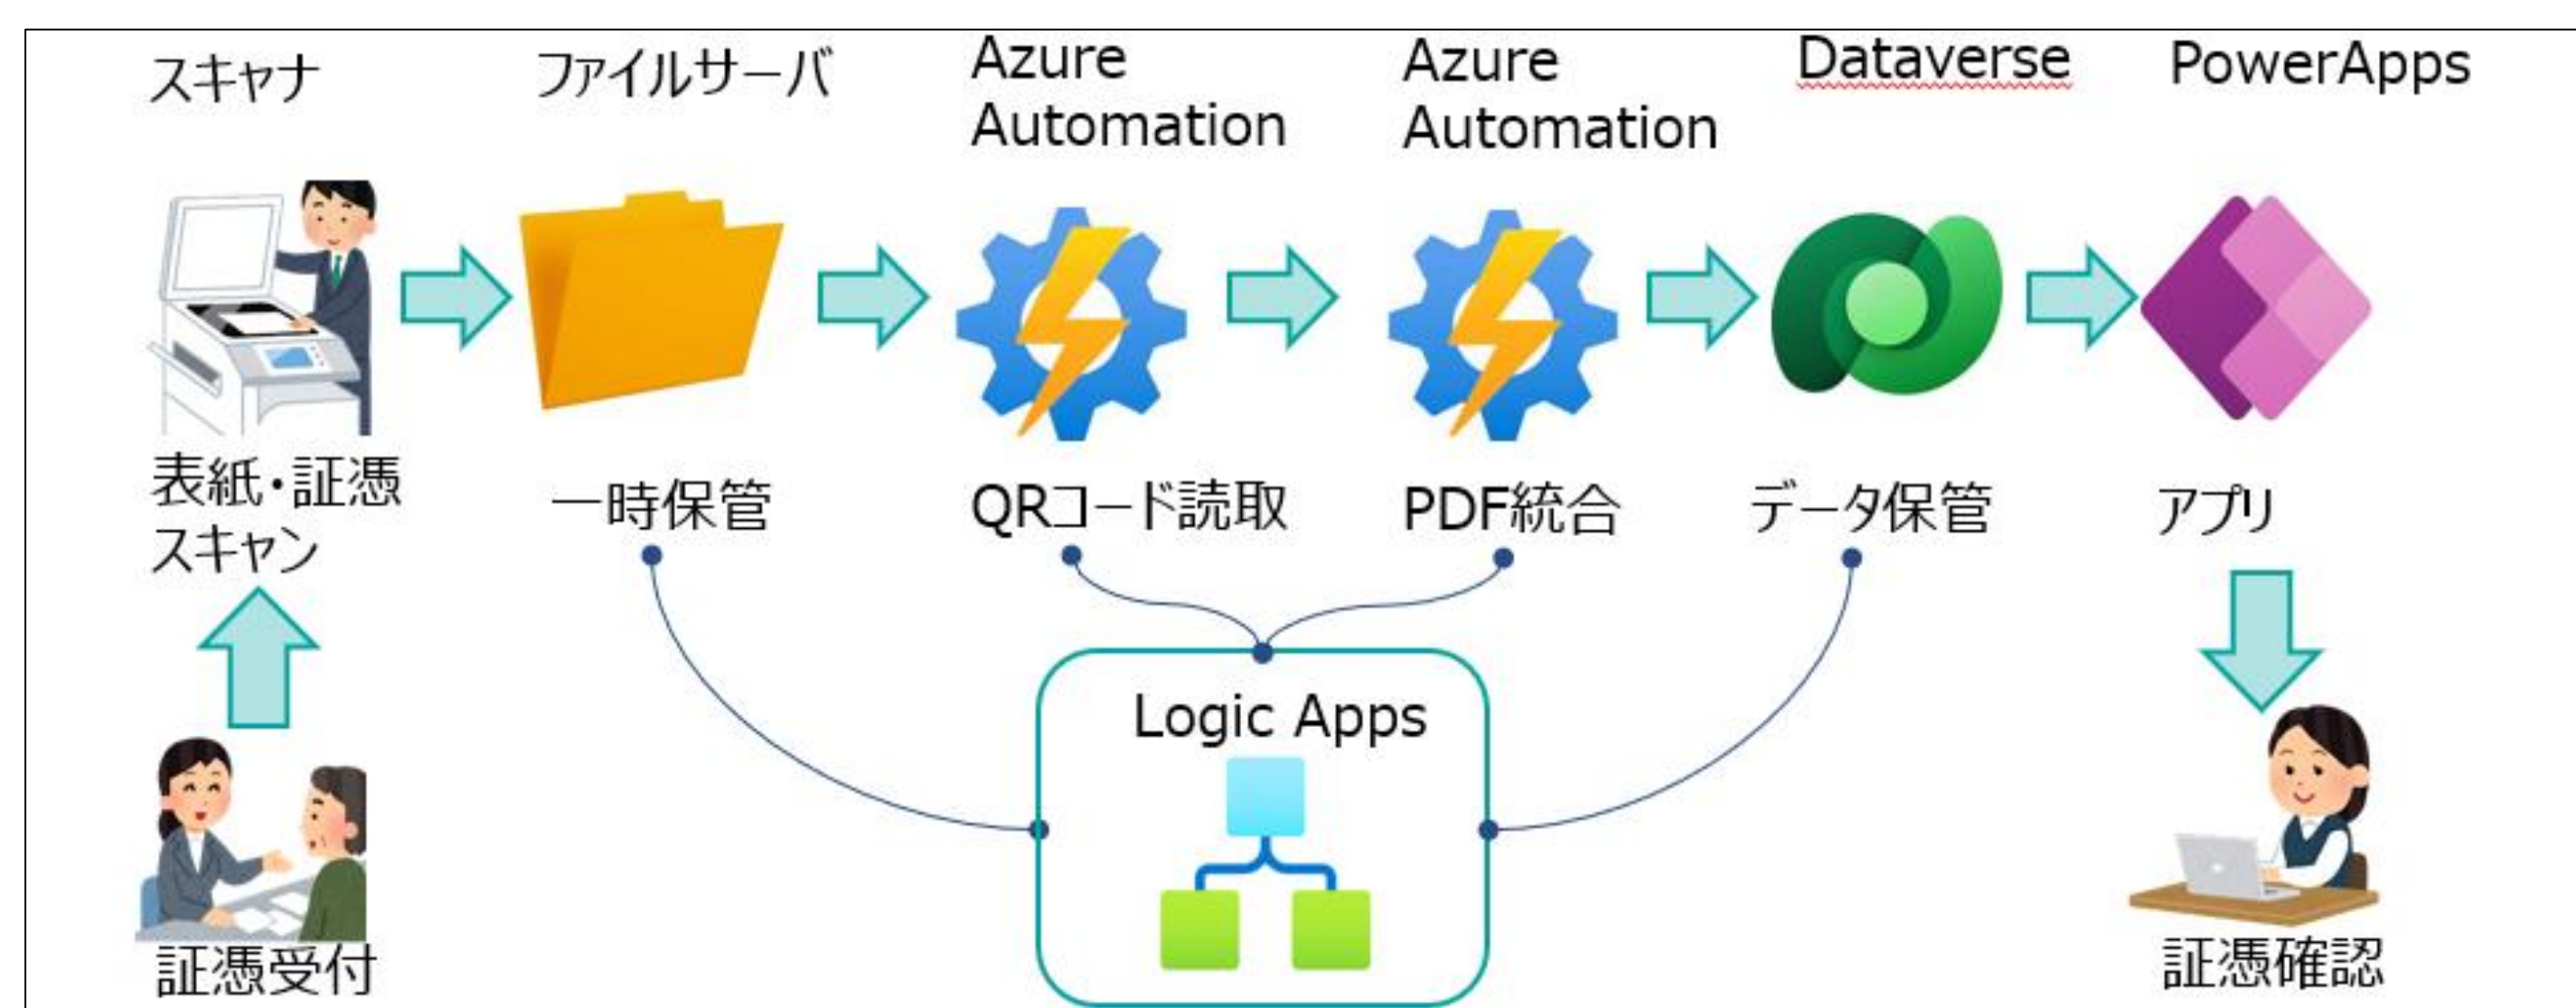 スキャナ
ファイルサーバ
Azure
Automation
Azure
Automation
Dataverse
PowerApps
表紙・証憑
スキャン
一時保管
QRコード読取
PDF統合
データ保管
アプリ
Logic Apps
証憑受付
証憑確認